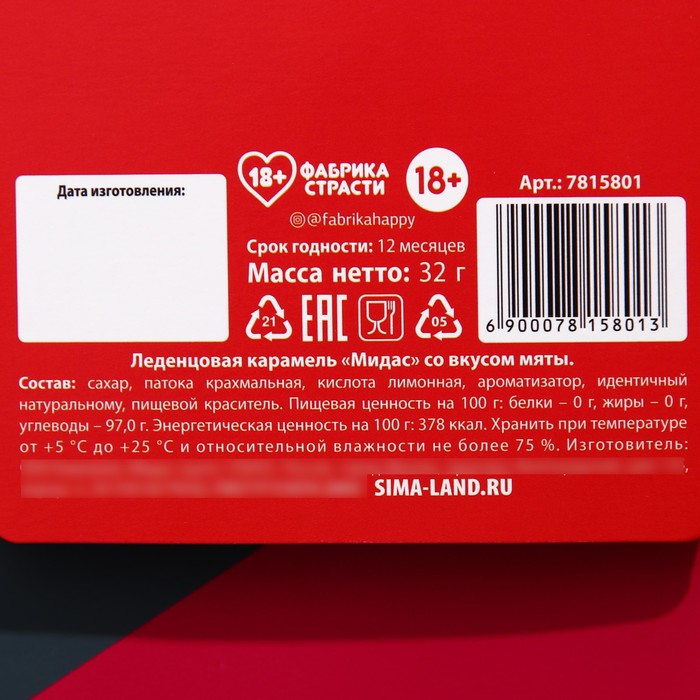 Дата изготовления:
18+ ФАБРИКА
СТРАСТИ
18+
@fabrikahappy
Срок годности: 12 месяцев
Масса нетто: 32 г
21 EAC 05
Арт.: 7815801
6 900078 158013
Леденцовая карамель «Мидас» со вкусом мяты.
Состав: сахар, патока крахмальная, кислота лимонная, ароматизатор, идентичный
натуральному, пищевой краситель. Пищевая ценность на 100 г: белки – 0 г, жиры – 0 г,
углеводы – 97,0 г. Энергетическая ценность на 100 г: 378 ккал. Хранить при температуре
от +5 °C до +25 °C и относительной влажности не более 75 %. Изготовитель:
SIMA-LAND.RU